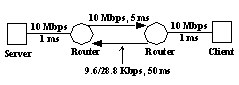 10 Mbps, 5 ms
10 Mbps
10 Mbps
1 ms
1 ms
Server
Router
Router
Client
9.6/28.8 Kbps, 50 ms